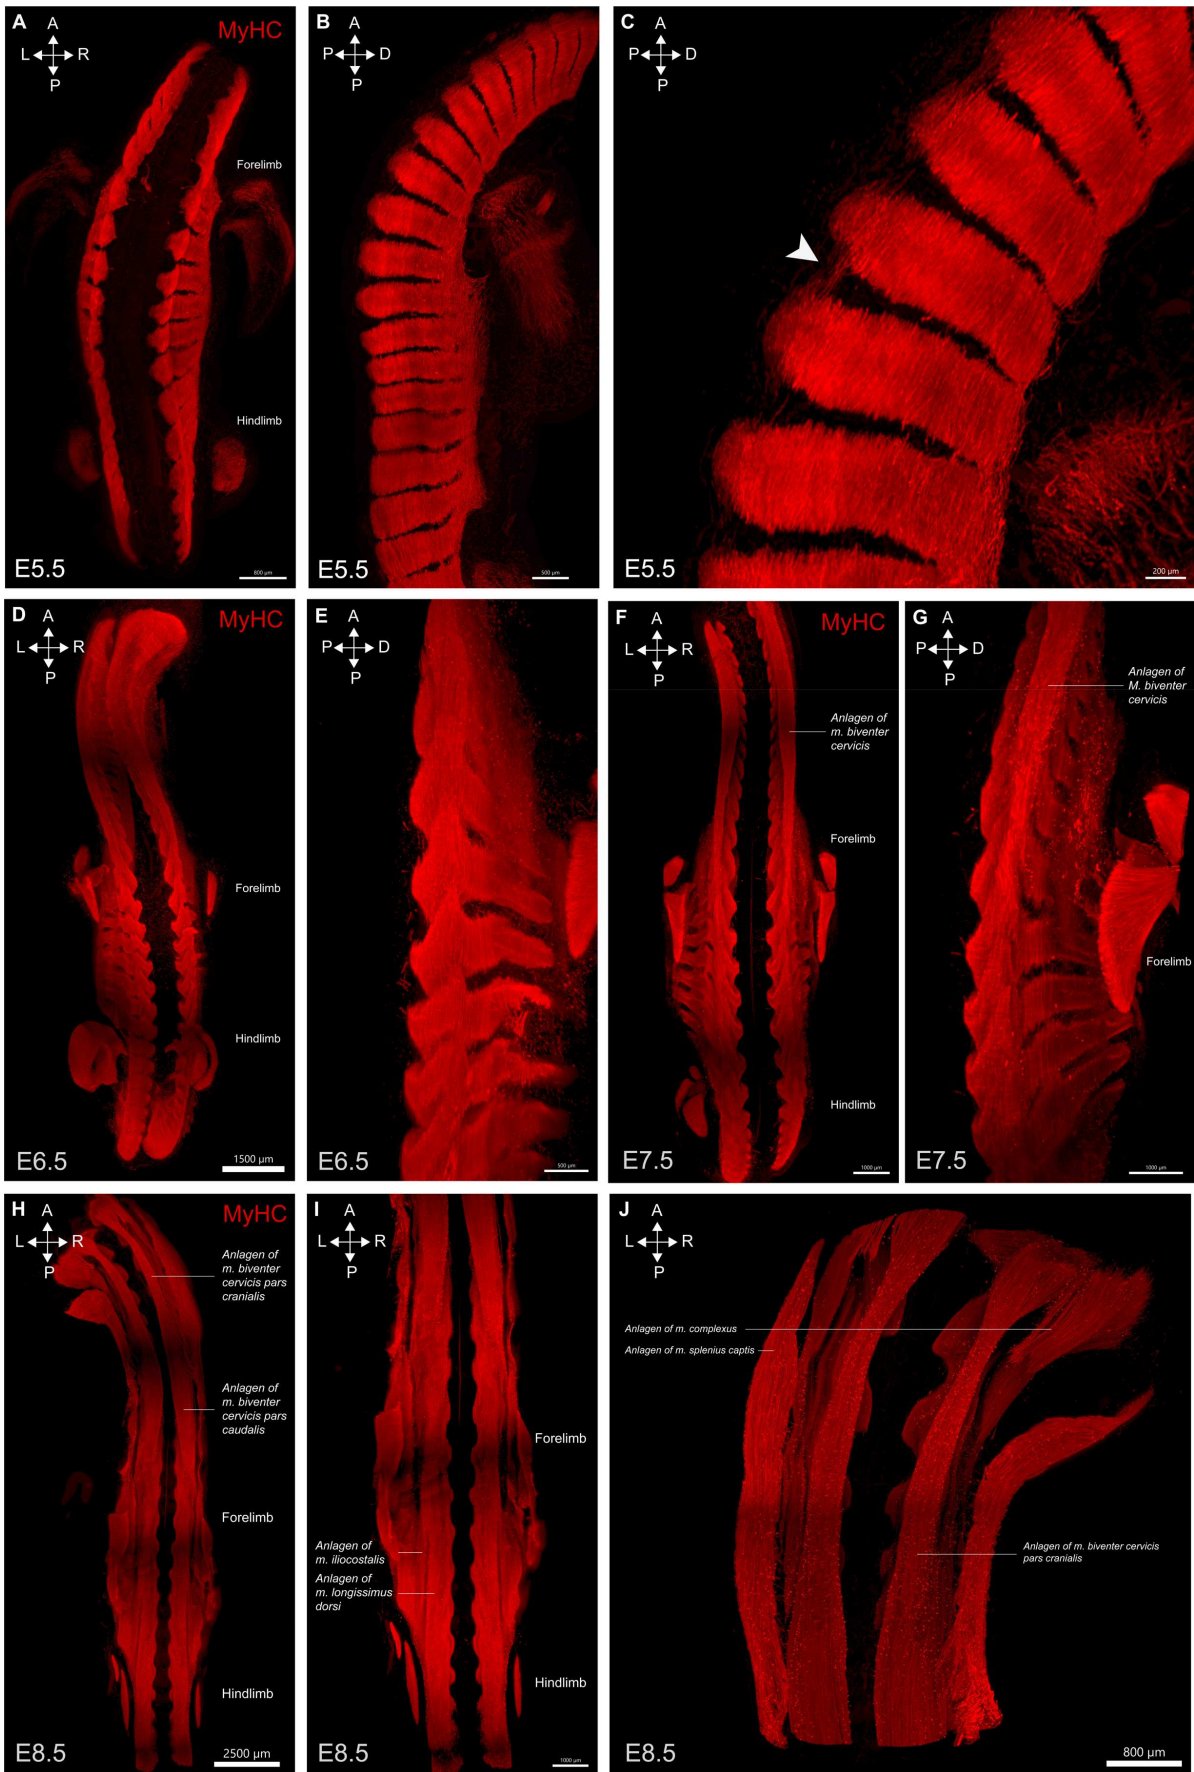 A
MyHC
A
L
R
P
Forelimb
Hindlimb
E5.5
800 µm
B
A
P
D
P
E5.5
500 µm
C
A
P
D
P
E5.5
200 µm
D
MyHC
A
L
R
P
Forelimb
Hindlimb
E6.5
1500 µm
E
A
P
D
P
E6.5
500 µm
F
MyHC
A
L
R
P
Anlagen of
m. biventer
cervicis
Forelimb
Hindlimb
E7.5
1000 µm
G
A
P
D
P
Anlagen of
M. biventer
cervicis
Forelimb
E7.5
1000 µm
H
MyHC
A
L
R
P
Anlagen of
m. biventer
cervicis pars
cranialis
Anlagen of
m. biventer
cervicis pars
caudalis
Forelimb
Hindlimb
E8.5
2500 µm
I
A
L
R
P
Forelimb
Anlagen of
m. iliocostalis
Anlagen of
m. longissimus
dorsi
Hindlimb
E8.5
1000 µm
J
A
L
R
P
Anlagen of m. complexus
Anlagen of m. splenius captis
Anlagen of m. biventer cervicis
pars cranialis
E8.5
800 µm